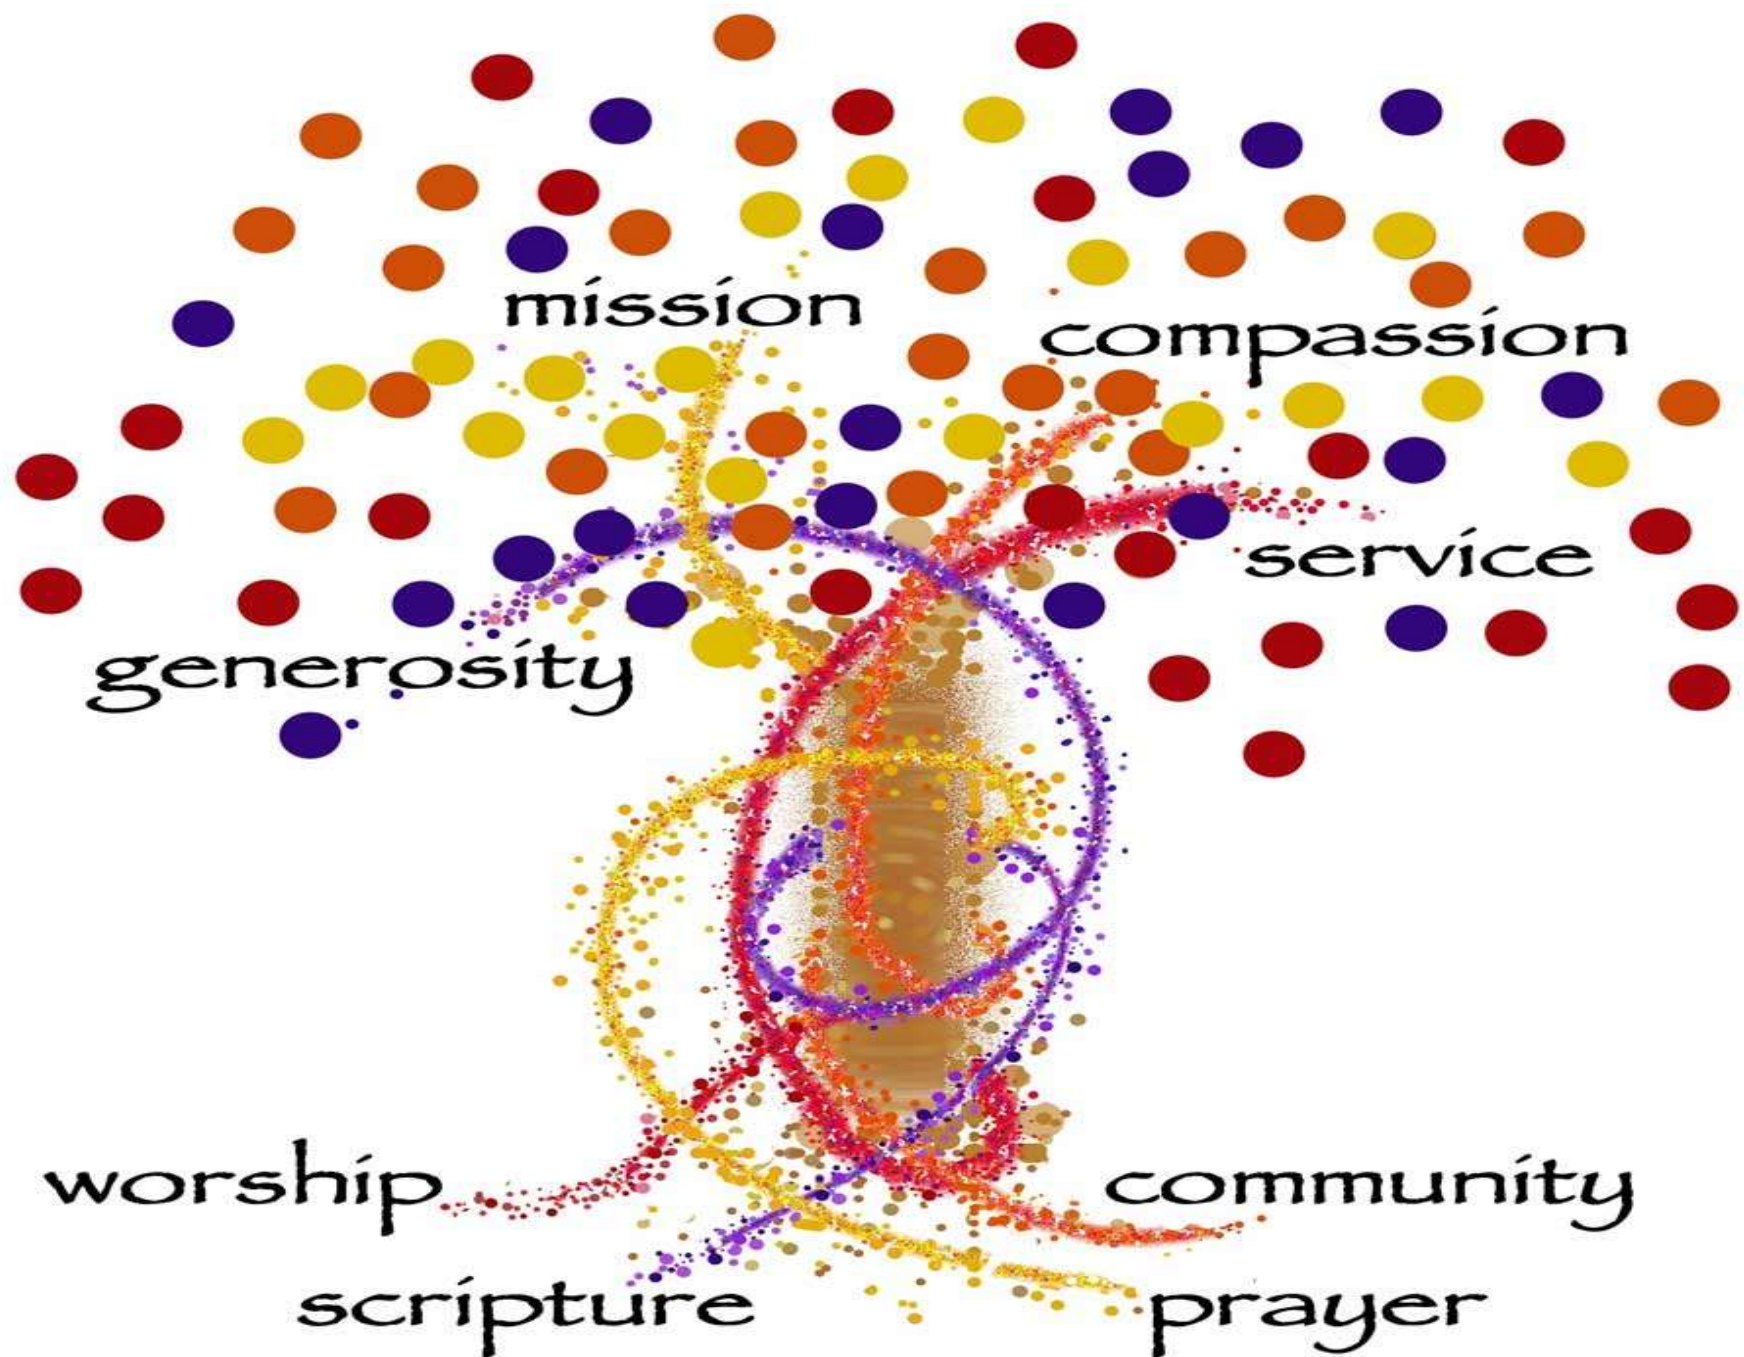 mission
compassion
service
generosity
worship
community
scripture
prayer